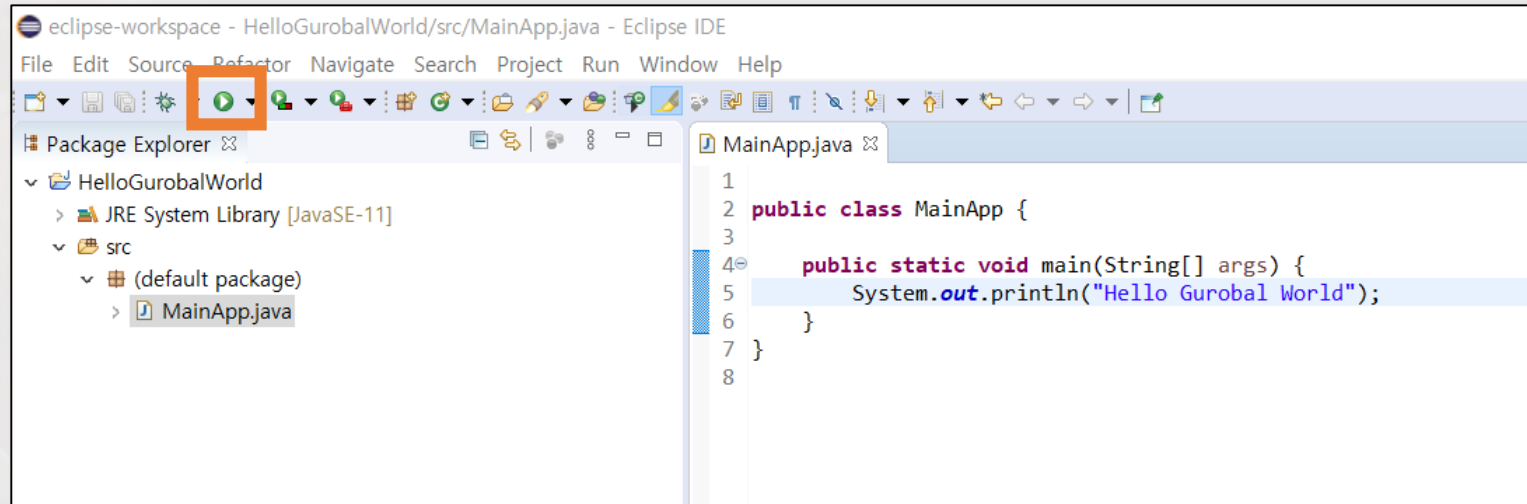 eclipse-workspace - HelloGurobalWorld/src/MainApp.java - Eclipse IDE
File Edit Source Refactor Navigate Search Project Run Window Help
Package Explorer
HelloGurobalWorld
JRE System Library [JavaSE-11]
src
(default package)
MainApp.java
MainApp.java
1
2 public class MainApp {
3
4 public static void main(String[] args) {
5 System.out.println("Hello Gurobal World");
6 }
7 }
8